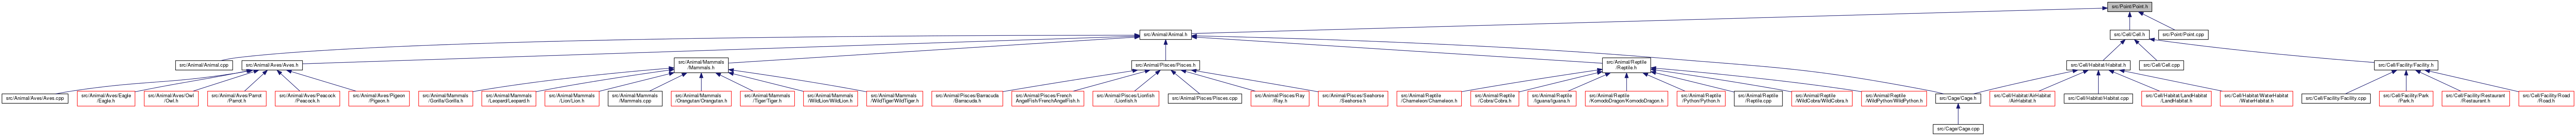 src/Point/Point.h
src/Animal/Animal.h
src/Cell/Cell.h
src/Point/Point.cpp
src/Animal/Animal.cpp
src/Animal/Aves/Aves.h
src/Animal/Mammals
/Mammals.h
src/Animal/Pisces/Pisces.h
src/Animal/Reptile
/Reptile.h
src/Cell/Habitat/Habitat.h
src/Cell/Cell.cpp
src/Cell/Facility/Facility.h
src/Animal/Aves/Aves.cpp
src/Animal/Aves/Eagle
/Eagle.h
src/Animal/Aves/Owl
/Owl.h
src/Animal/Aves/Parrot
/Parrot.h
src/Animal/Aves/Peacock
/Peacock.h
src/Animal/Aves/Pigeon
/Pigeon.h
src/Animal/Mammals
/Gorilla/Gorilla.h
src/Animal/Mammals
/Leopard/Leopard.h
src/Animal/Mammals
/Lion/Lion.h
src/Animal/Mammals
/Mammals.cpp
src/Animal/Mammals
/Orangutan/Orangutan.h
src/Animal/Mammals
/Tiger/Tiger.h
src/Animal/Mammals
/WildLion/WildLion.h
src/Animal/Mammals
/WildTiger/WildTiger.h
src/Animal/Pisces/Barracuda
/Barracuda.h
src/Animal/Pisces/French
AngelFish/FrenchAngelFish.h
src/Animal/Pisces/Lionfish
/Lionfish.h
src/Animal/Pisces/Pisces.cpp
src/Animal/Pisces/Ray
/Ray.h
src/Animal/Pisces/Seahorse
/Seahorse.h
src/Animal/Reptile
/Chameleon/Chameleon.h
src/Animal/Reptile
/Cobra/Cobra.h
src/Animal/Reptile
/Iguana/Iguana.h
src/Animal/Reptile
/KomodoDragon/KomodoDragon.h
src/Animal/Reptile
/Python/Python.h
src/Animal/Reptile
/Reptile.cpp
src/Animal/Reptile
/WildCobra/WildCobra.h
src/Animal/Reptile
/WildPython/WildPython.h
src/Cage/Cage.h
src/Cell/Habitat/AirHabitat
/AirHabitat.h
src/Cell/Habitat/Habitat.cpp
src/Cell/Habitat/LandHabitat
/LandHabitat.h
src/Cell/Habitat/WaterHabitat
/WaterHabitat.h
src/Cell/Facility/Facility.cpp
src/Cell/Facility/Park
/Park.h
src/Cell/Facility/Restaurant
/Restaurant.h
src/Cell/Facility/Road
/Road.h
src/Cage/Cage.cpp